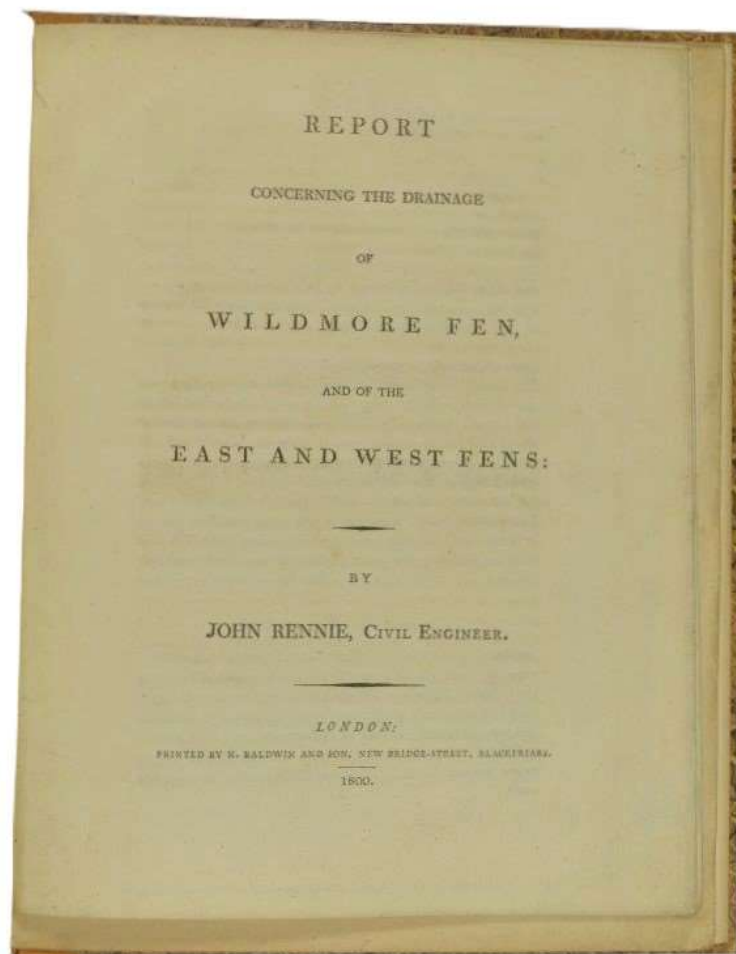 REPORT
CONCERNING THE DRAINAGE
OF
WILDMORE FEN,
AND OF THE
EAST AND WEST FENS:
BY
JOHN RENNIE, CIVIL ENGINEER.
LONDON:
PRINTED BY H. BALDWIN AND SON, NEW BRIDGE-STREET, BLACKFRIARS.
1800.